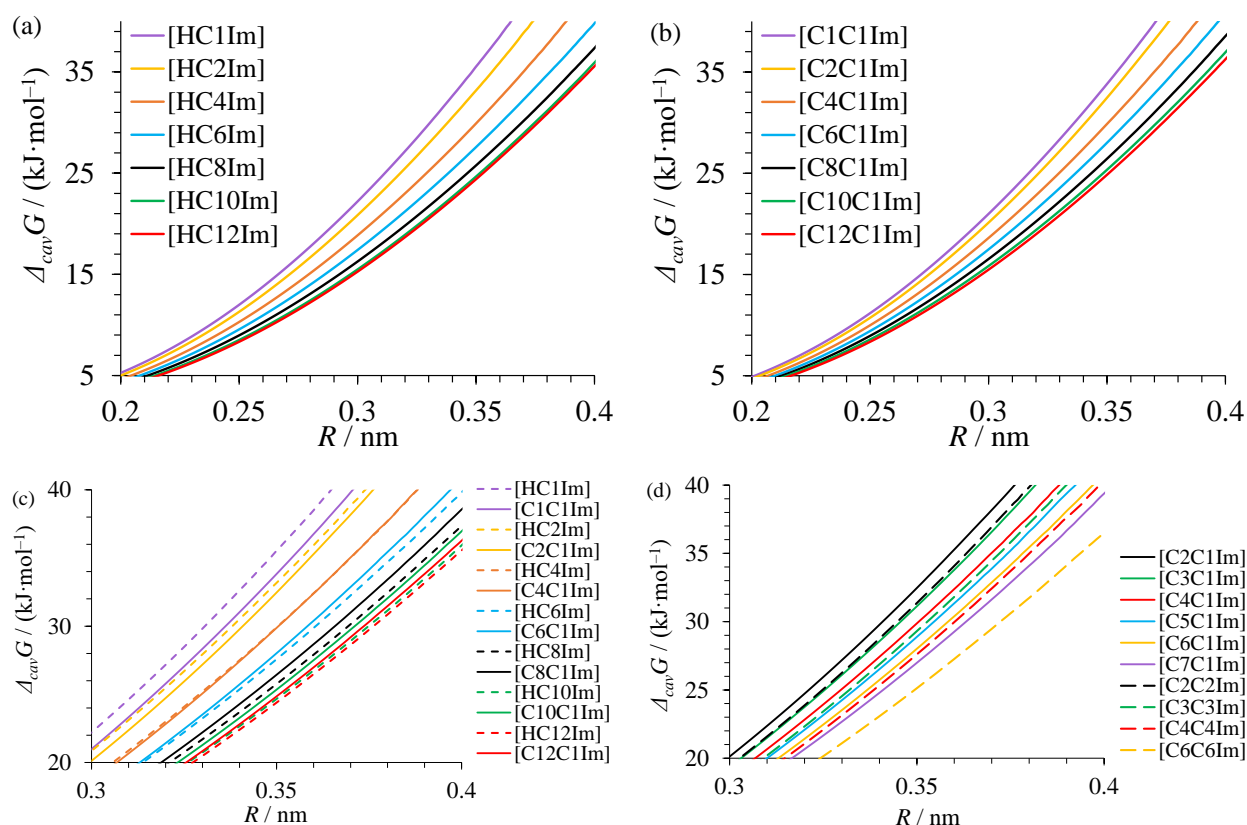 (a)
[HC1Im]
[HC2Im]
[HC4Im]
[HC6Im]
[HC8Im]
[HC10Im]
[HC12Im]
35
25
15
5
0.2 0.25 0.3 0.35 0.4
R / nm
ΔcavG / (kJ·mol⁻¹)
(b)
[C1C1Im]
[C2C1Im]
[C4C1Im]
[C6C1Im]
[C8C1Im]
[C10C1Im]
[C12C1Im]
35
25
15
5
0.2 0.25 0.3 0.35 0.4
R / nm
ΔcavG / (kJ·mol⁻¹)
(c)
40
30
20
0.3 0.35 0.4
R / nm
ΔcavG / (kJ·mol⁻¹)
[HC1Im]
[C1C1Im]
[HC2Im]
[C2C1Im]
[HC4Im]
[C4C1Im]
[HC6Im]
[C6C1Im]
[HC8Im]
[C8C1Im]
[HC10Im]
[C10C1Im]
[HC12Im]
[C12C1Im]
(d)
40
35
30
25
20
0.3 0.35 0.4
R / nm
ΔcavG / (kJ·mol⁻¹)
[C2C1Im]
[C3C1Im]
[C4C1Im]
[C5C1Im]
[C6C1Im]
[C7C1Im]
[C2C2Im]
[C3C3Im]
[C4C4Im]
[C6C6Im]